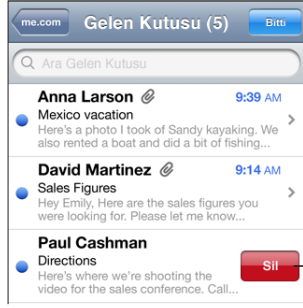 me.com Gelen Kutusu (5) Bitti
Ara Gelen Kutusu
Anna Larson 9:39 AM
Mexico vacation
Here's a photo I took of Sandy kayaking. We
also rented a boat and did a bit of fishing...
David Martinez 9:14 AM
Sales Figures
Hey Emily, Here are the sales figures you
were looking for. Please let me know...
Paul Cashman
Directions
Sil
Here's where we're shooting the
video for the sales conference. Call...